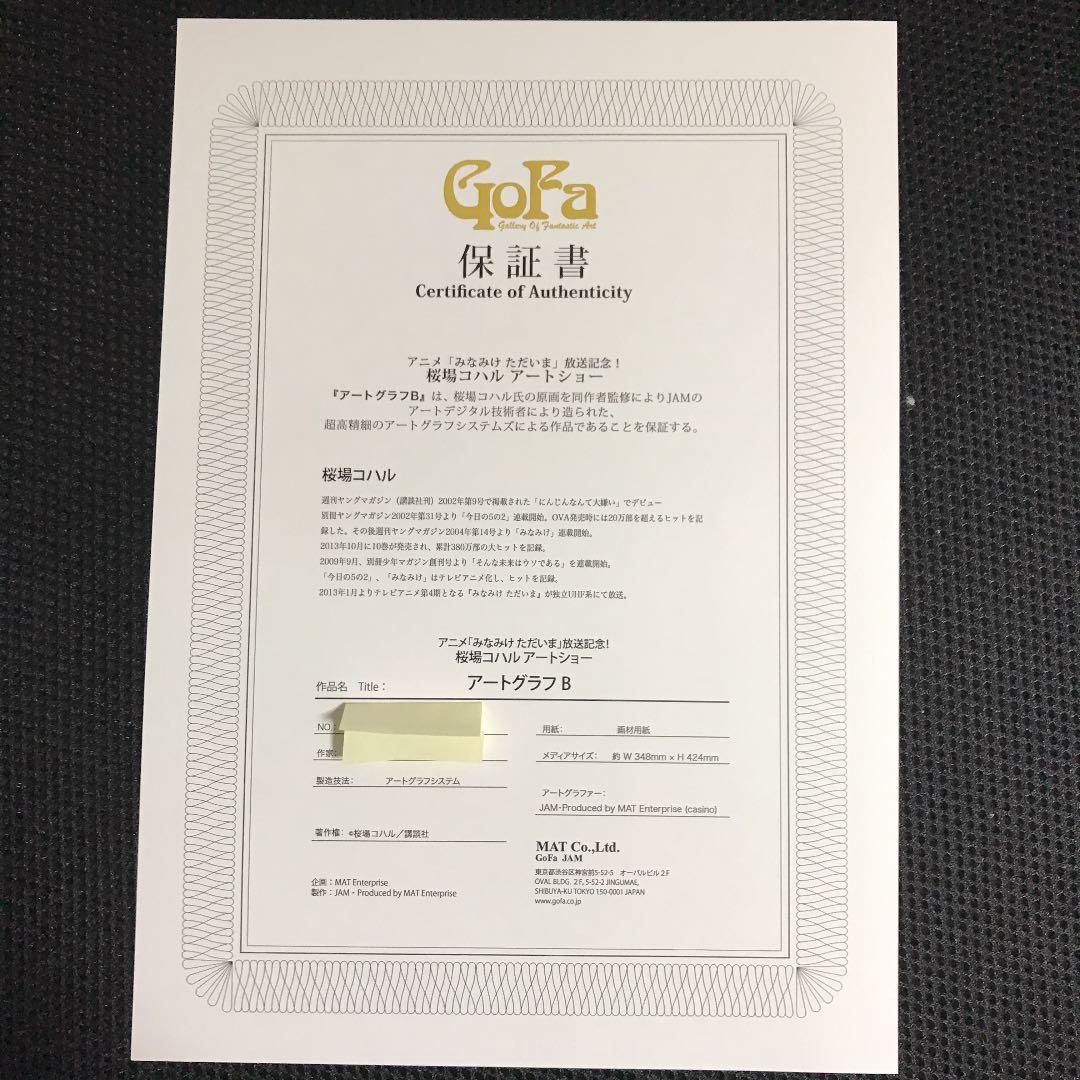 GoFa
Gallery Of Fantastic Art
保証書
Certificate of Authenticity
アニメ「みなみけ ただいま」放送記念！
桜場コハル アートショー
『アートグラフB』は、桜場コハル氏の原画を同作者監修によりJAMの
アートデジタル技術者により造られた、
超高精細のアートグラフシステムズによる作品であることを保証する。
桜場コハル
週刊ヤングマガジン（講談社刊）2002年第9号で掲載された「にんじんなんて大嫌い」でデビュー
別冊ヤングマガジン2002年第31号より「今日の5の2」連載開始。OVA発売時には20万部を超えるヒットを記
録した。その後週刊ヤングマガジン2004年第14号より「みなみけ」連載開始。
2013年10月に10巻が発売され、累計380万部の大ヒットを記録。
2009年9月、別冊少年マガジン創刊号より「そんな未来はウソである」を連載開始。
「今日の5の2」、「みなみけ」はテレビアニメ化し、ヒットを記録。
2013年1月よりテレビアニメ第4期となる『みなみけ ただいま』が独立UHF系にて放送。
アニメ「みなみけ ただいま」放送記念!
桜場コハル アートショー
作品名 Title： アートグラフ B
NO.:
作家:
製造技法： アートグラフシステム
著作権： ©桜場コハル／講談社
企画：MAT Enterprise
製作：JAM・Produced by MAT Enterprise
用紙： 画材用紙
メディアサイズ： 約 W 348mm × H 424mm
アートグラファー：
JAM-Produced by MAT Enterprise (casino)
MAT Co.,Ltd.
GoFa JAM
東京都渋谷区神宮前5-52-5 オーバルビル２F
OVAL BLDG. ２F, 5-52-2 JINGUMAE,
SHIBUYA-KU TOKYO 150-0001 JAPAN
www.gofa.co.jp